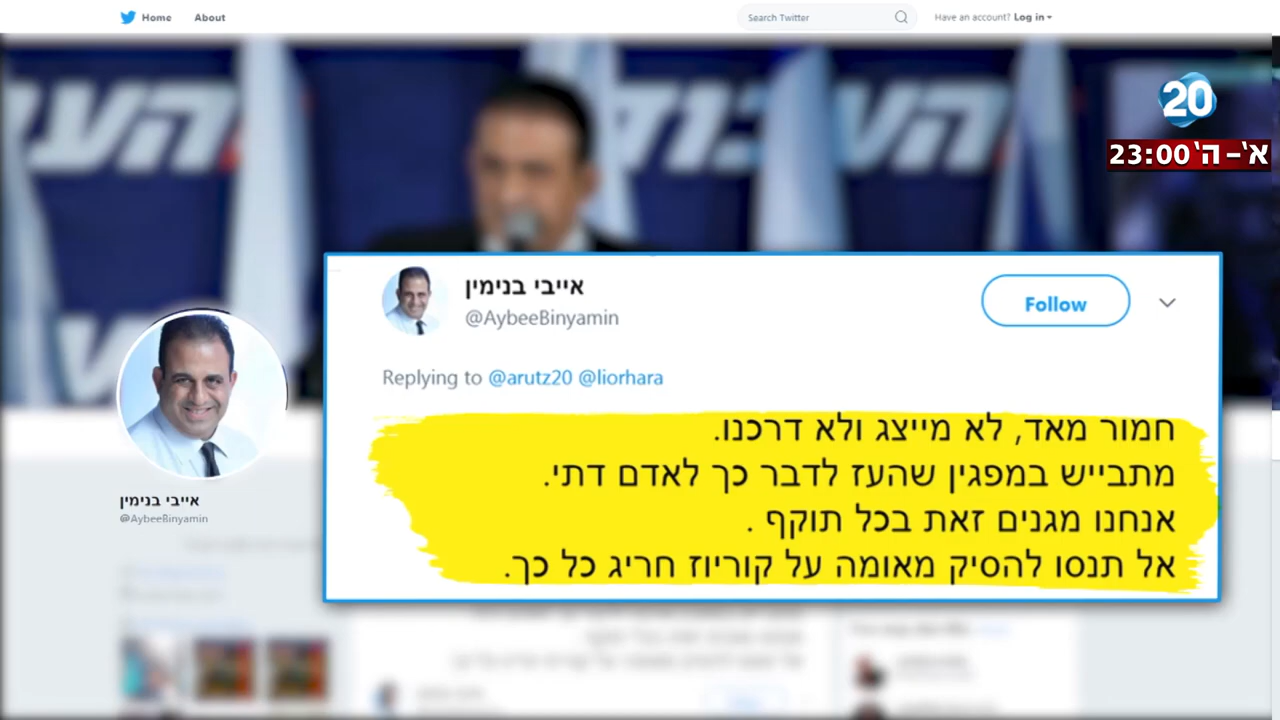 Home About Search Twitter Have an account? Log in
20
א'-ה' 23:00
אייבי בנימין
@AybeeBinyamin
Follow
Replying to @arutz20 @liorhara
חמור מאד, לא מייצג ולא דרכנו.
מתבייש במפגין שהעז לדבר כך לאדם דתי.
אנחנו מגנים זאת בכל תוקף .
אל תנסו להסיק מאומה על קוריוז חריג כל כך.
אייבי בנימין
@AybeeBinyamin